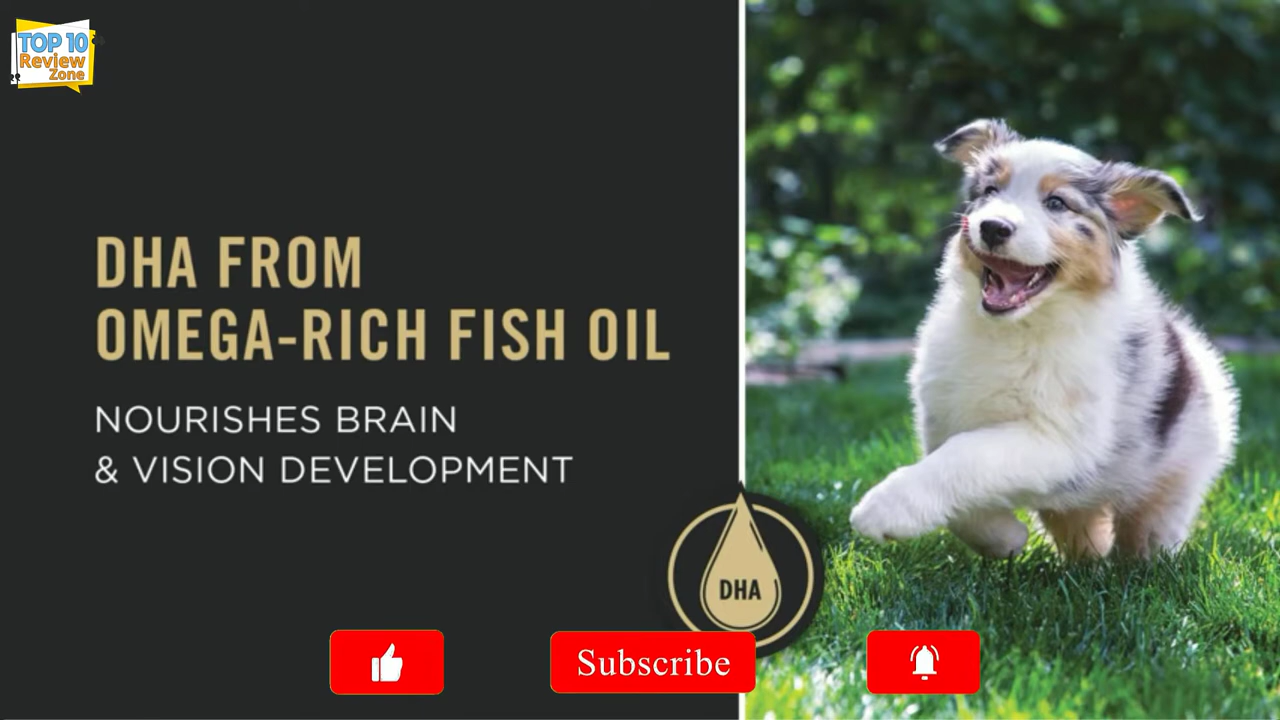 TOP 10
Review
Zone
DHA FROM
OMEGA-RICH FISH OIL
NOURISHES BRAIN
& VISION DEVELOPMENT
DHA
Subscribe